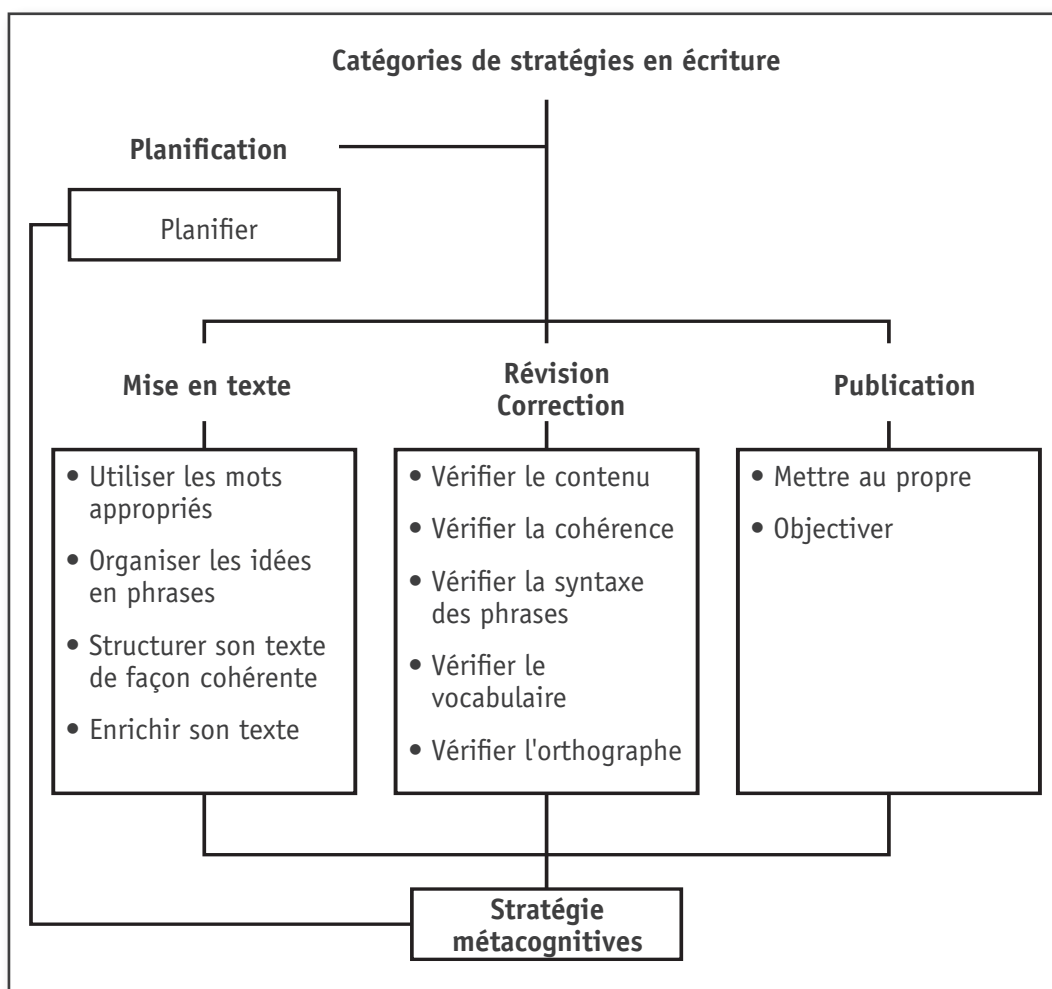 Catégories de stratégies en écriture
Planification
Planifier
Mise en texte
• Utiliser les mots
appropriés
• Organiser les idées
en phrases
• Structurer son texte
de façon cohérente
• Enrichir son texte
Révision
Correction
• Vérifier le contenu
• Vérifier la cohérence
• Vérifier la syntaxe
des phrases
• Vérifier le
vocabulaire
• Vérifier l'orthographe
Publication
• Mettre au propre
• Objectiver
Stratégie
métacognitives